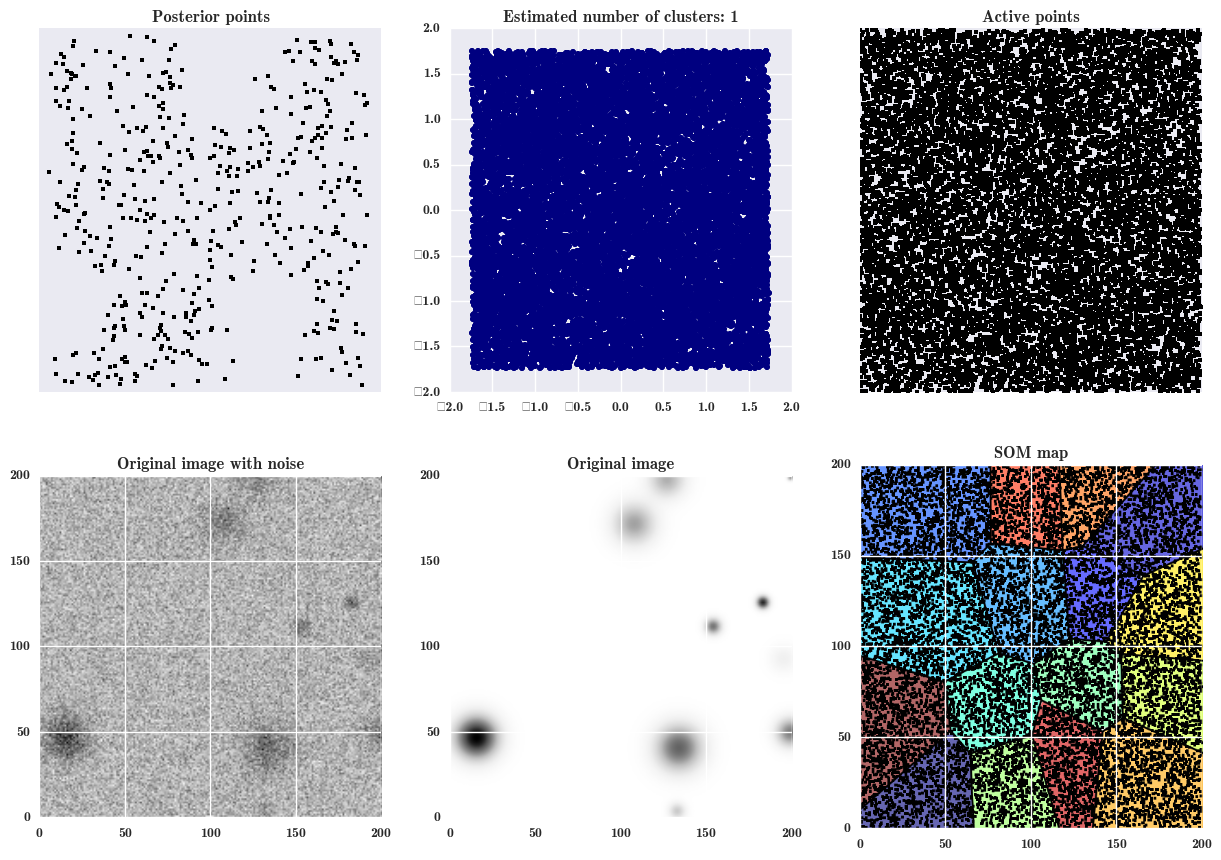 Posterior points
Estimated number of clusters: 1
Active points
2.0
1.5
1.0
0.5
0.0
□0.5
□1.0
□1.5
□2.0
□2.0 □1.5 □1.0 □0.5 0.0 0.5 1.0 1.5 2.0
Original image with noise
Original image
SOM map
200
150
100
50
0
0 50 100 150 200
200
150
100
50
0
0 50 100 150 200
200
150
100
50
0
0 50 100 150 200